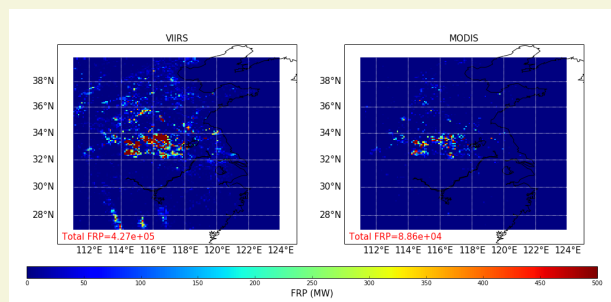 VIIRS
MODIS
38°N
36°N
34°N
32°N
30°N
28°N
38°N
36°N
34°N
32°N
30°N
28°N
Total FRP=4.27e+05
Total FRP=8.86e+04
112°E 114°E 116°E 118°E 120°E 122°E 124°E
112°E 114°E 116°E 118°E 120°E 122°E 124°E
0 50 100 150 200 250 300 350 400 450 500
FRP (MW)